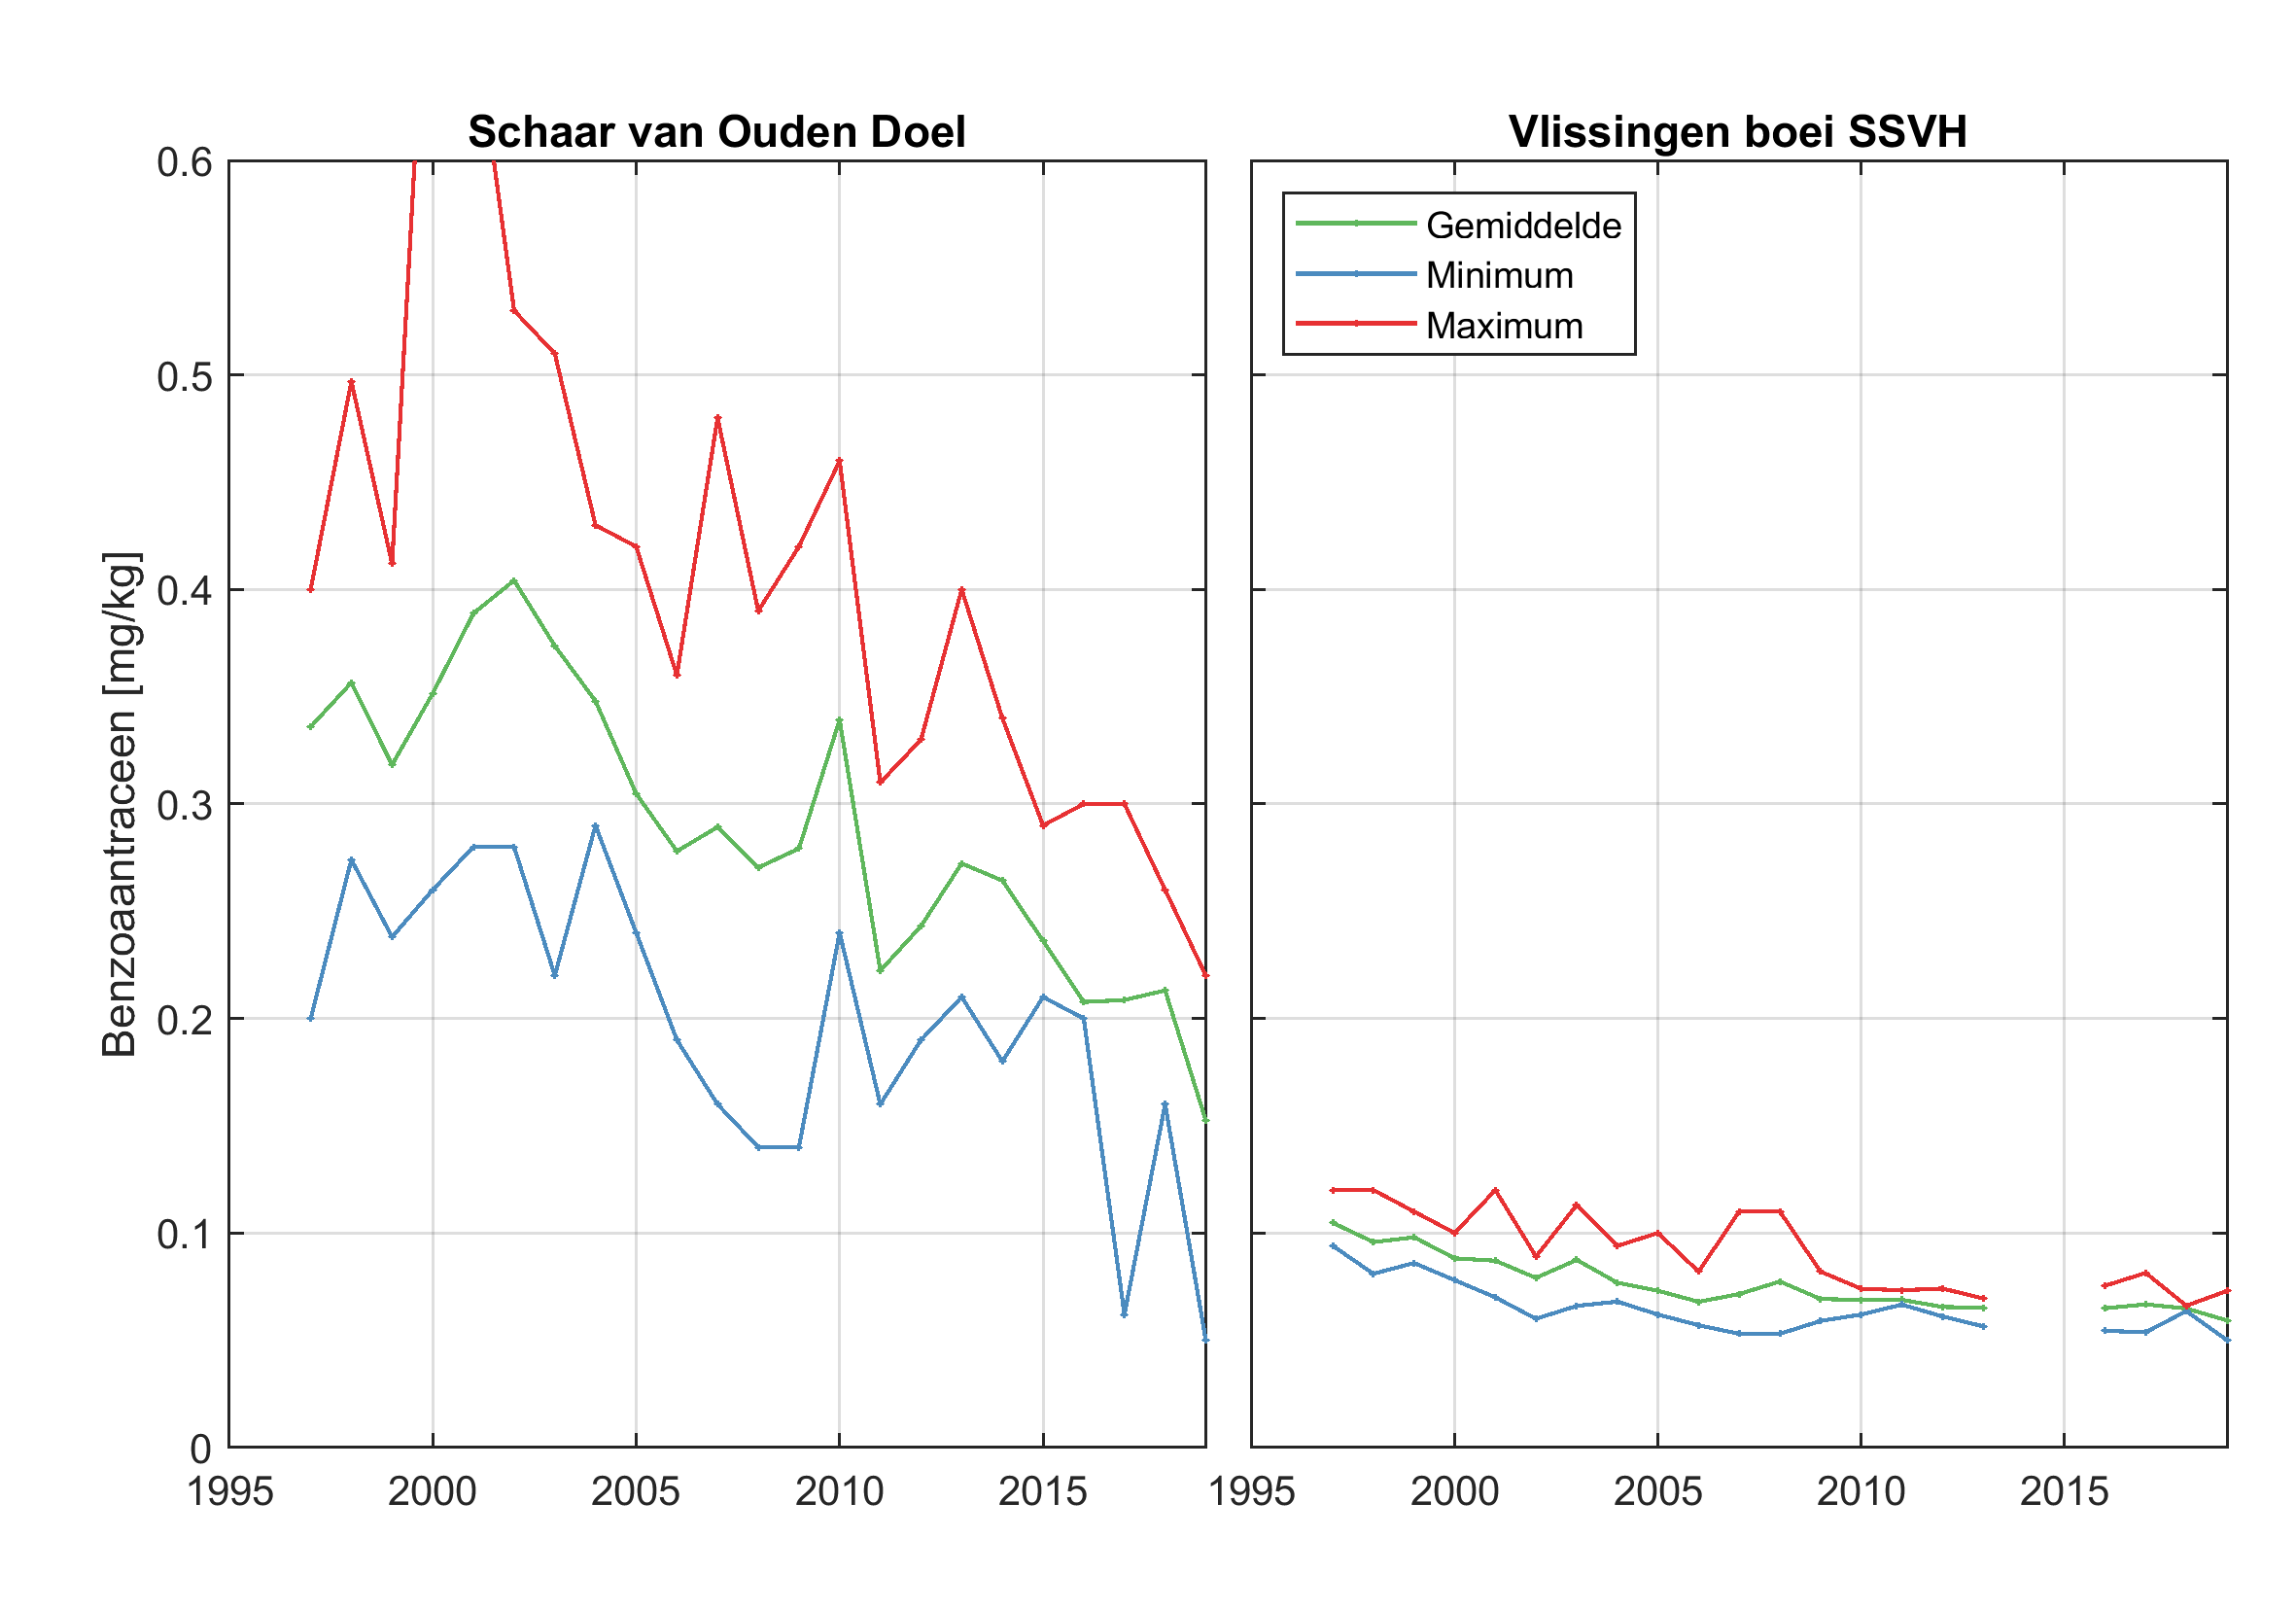 Schaar van Ouden Doel
Vlissingen boei SSVH
Gemiddelde
Minimum
Maximum
Benzoaantraceen [mg/kg]
0.6
0.5
0.4
0.3
0.2
0.1
0
1995 2000 2005 2010 2015
1995 2000 2005 2010 2015